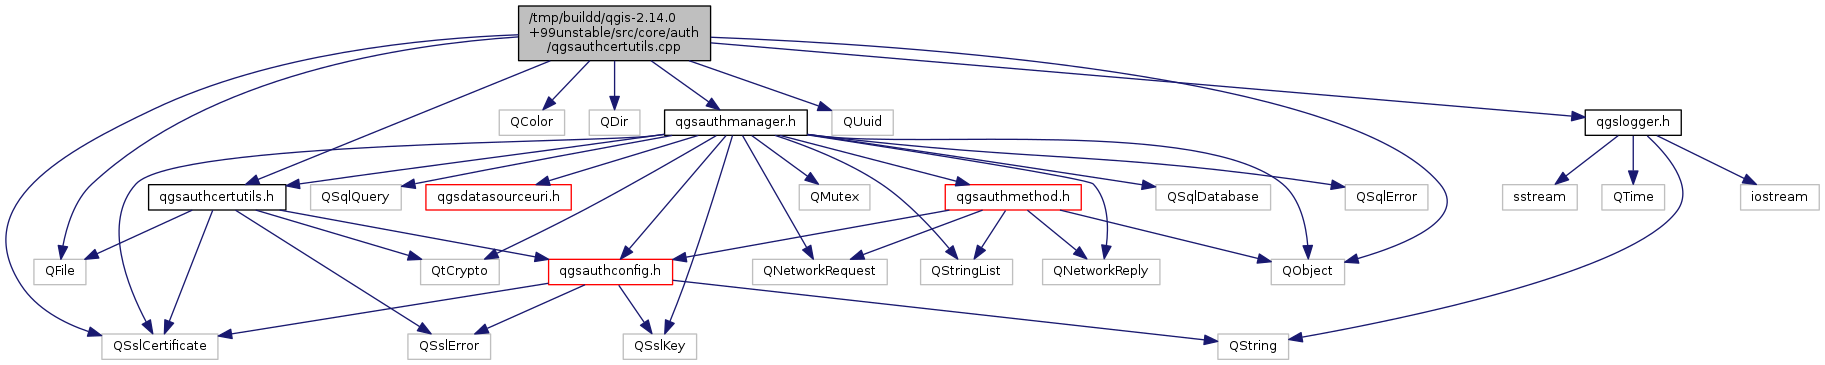 /tmp/buildd/qgis-2.14.0
+99unstable/src/core/auth
/qgsauthcertutils.cpp
QColor
QDir
qgsauthmanager.h
QUuid
qgslogger.h
qgsauthcertutils.h
QSqlQuery
qgsdatasourceuri.h
QMutex
qgsauthmethod.h
QSqlDatabase
QSqlError
sstream
QTime
iostream
QFile
QtCrypto
qgsauthconfig.h
QNetworkRequest
QStringList
QNetworkReply
QObject
QSslCertificate
QSslError
QSslKey
QString